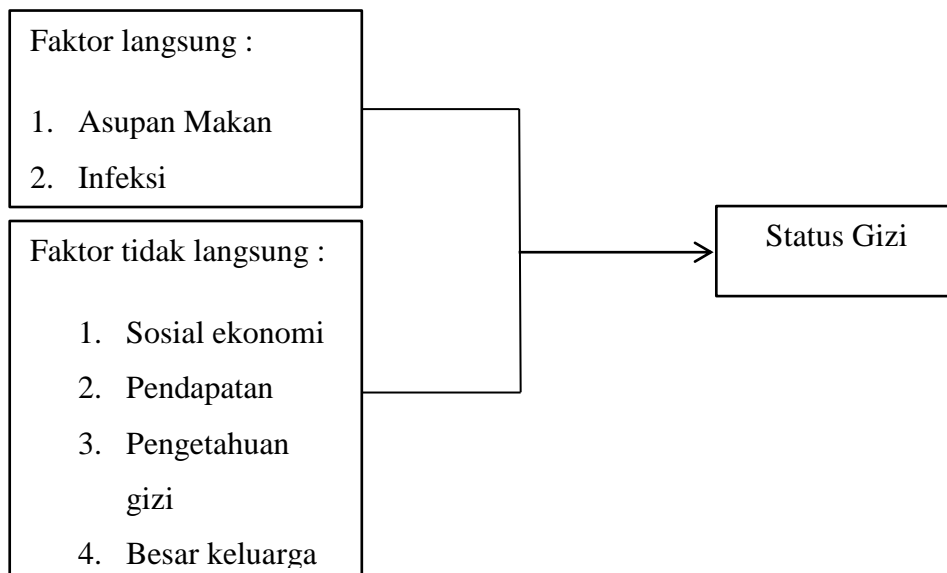 Faktor langsung :
1. Asupan Makan
2. Infeksi
Faktor tidak langsung :
1. Sosial ekonomi
2. Pendapatan
3. Pengetahuan
gizi
4. Besar keluarga
Status Gizi